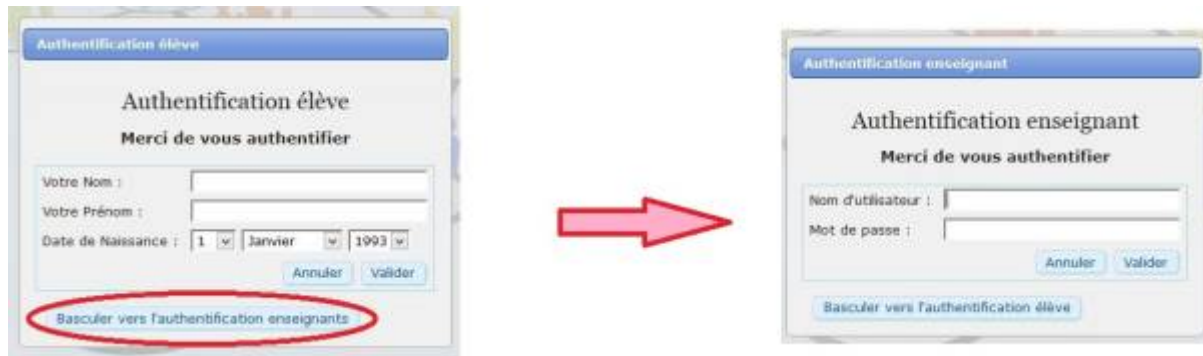 Authentification élève
Authentification élève
Merci de vous authentifier
Votre Nom :
Votre Prénom :
Date de Naissance : 1 Janvier 1993
Annuler Valider
Basculer vers l'authentification enseignants
Authentification enseignant
Authentification enseignant
Merci de vous authentifier
Nom d'utilisateur :
Mot de passe :
Annuler Valider
Basculer vers l'authentification élève